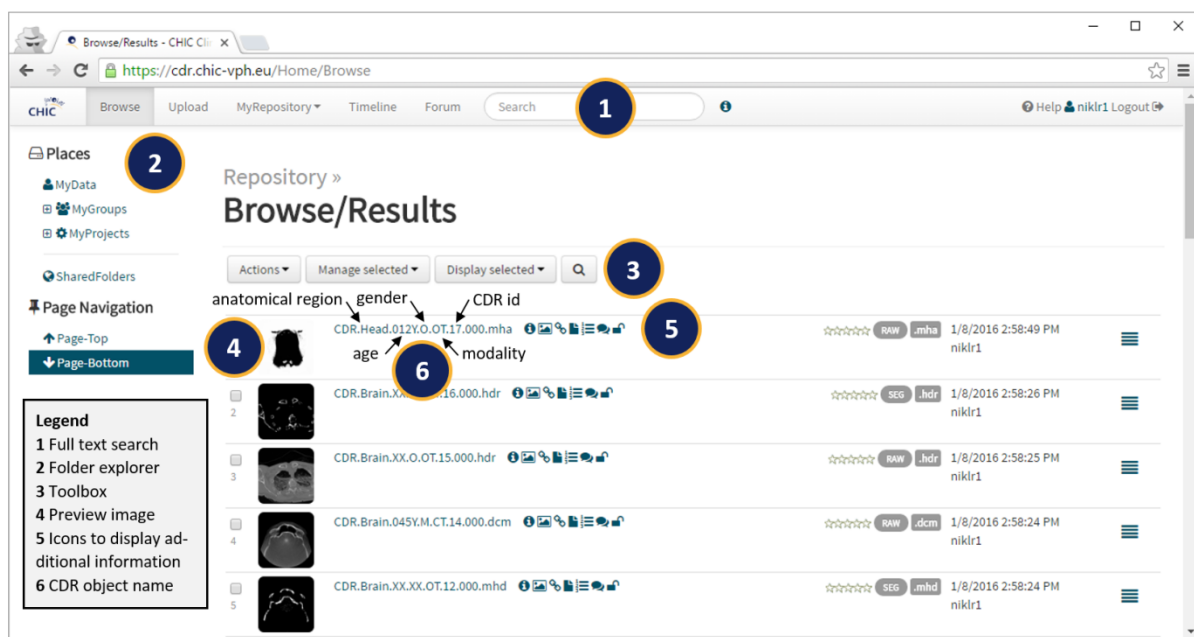 Browse/Results - CHIC Cli
https://cdr.chic-vph.eu/Home/Browse
CHIC Browse Upload MyRepository Timeline Forum Search 1 Help niklr1 Logout
Places
2
MyData
MyGroups
MyProjects
SharedFolders
Page Navigation
Page-Top
Page-Bottom
Repository »
Browse/Results
Actions Manage selected Display selected 3
anatomical region gender CDR id
4 CDR.Head.012Y.O.OT.17.000.mha 5 RAW .mha 1/8/2016 2:58:49 PM
niklr1
age 6 modality
2 CDR.Brain.XX 16.000.hdr SEG .hdr 1/8/2016 2:58:26 PM
niklr1
3 CDR.Brain.XX.O.OT.15.000.hdr RAW .hdr 1/8/2016 2:58:25 PM
niklr1
4 CDR.Brain.045Y.M.CT.14.000.dcm RAW .dcm 1/8/2016 2:58:24 PM
niklr1
5 CDR.Brain.XX.XX.OT.12.000.mhd SEG .mhd 1/8/2016 2:58:24 PM
niklr1
Legend
1 Full text search
2 Folder explorer
3 Toolbox
4 Preview image
5 Icons to display ad-
ditional information
6 CDR object name